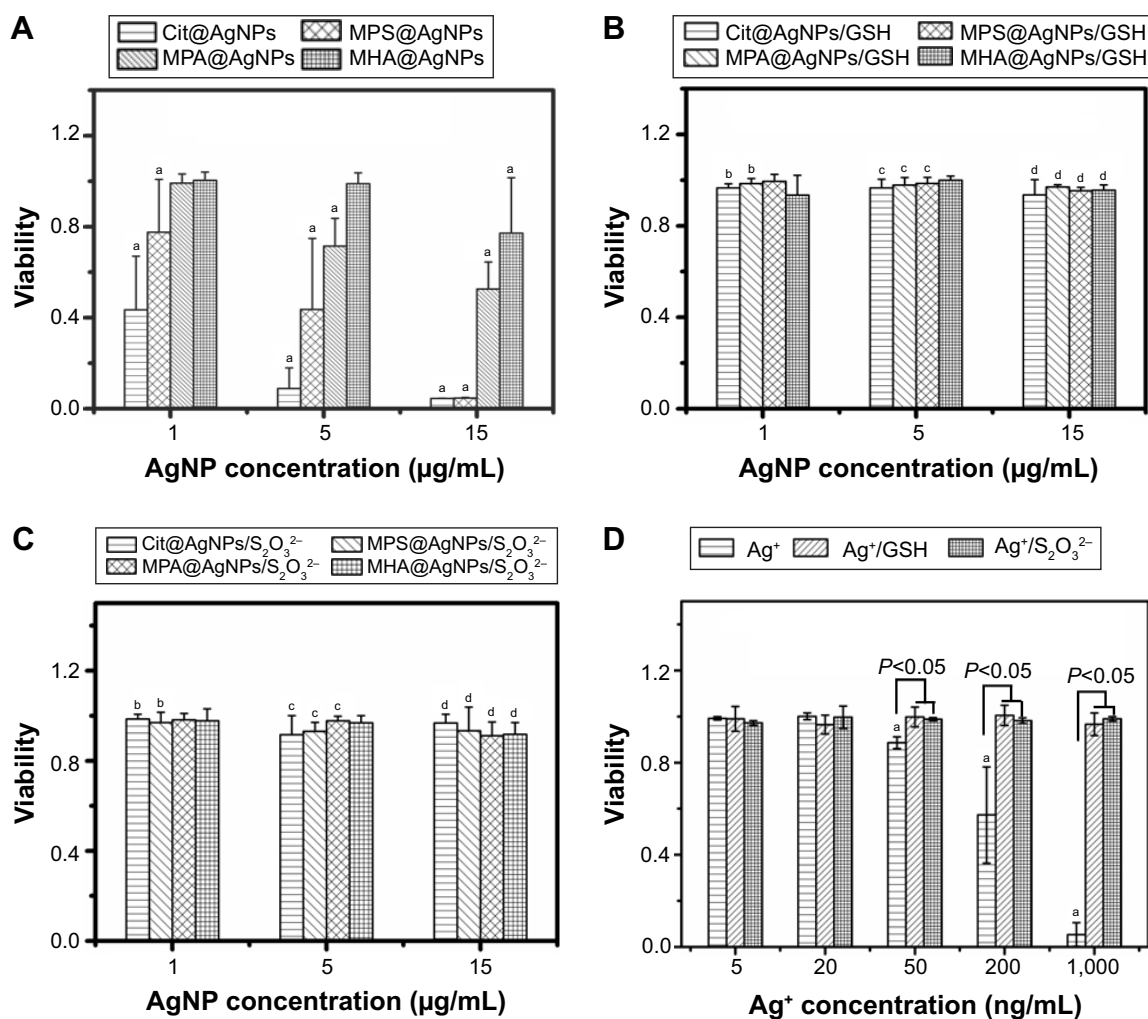 A
Cit@AgNPs MPS@AgNPs
MPA@AgNPs MHA@AgNPs
Viability
1.2
0.8
0.4
0.0
a a
a a a
a a a a
1 5 15
AgNP concentration (µg/mL)
B
Cit@AgNPs/GSH MPS@AgNPs/GSH
MPA@AgNPs/GSH MHA@AgNPs/GSH
Viability
1.2
0.8
0.4
0.0
b b c c c d d d d
1 5 15
AgNP concentration (µg/mL)
C
Cit@AgNPs/S₂O₃²⁻ MPS@AgNPs/S₂O₃²⁻
MPA@AgNPs/S₂O₃²⁻ MHA@AgNPs/S₂O₃²⁻
Viability
1.2
0.8
0.4
0.0
b b c c c d d d d
1 5 15
AgNP concentration (µg/mL)
D
Ag⁺ Ag⁺/GSH Ag⁺/S₂O₃²⁻
Viability
1.2
0.8
0.4
0.0
P<0.05 P<0.05 P<0.05
a a a
5 20 50 200 1,000
Ag⁺ concentration (ng/mL)